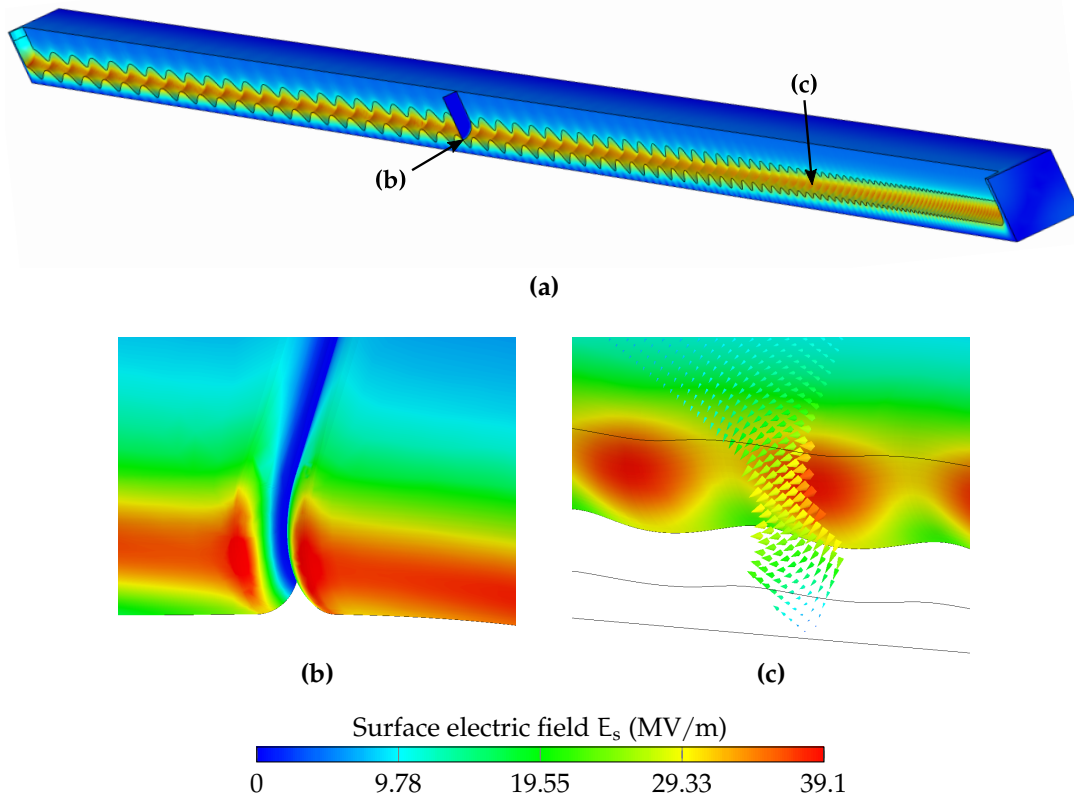 (c)
(b)
(a)
(b)
(c)
Surface electric field Eₛ (MV/m)
0 9.78 19.55 29.33 39.1